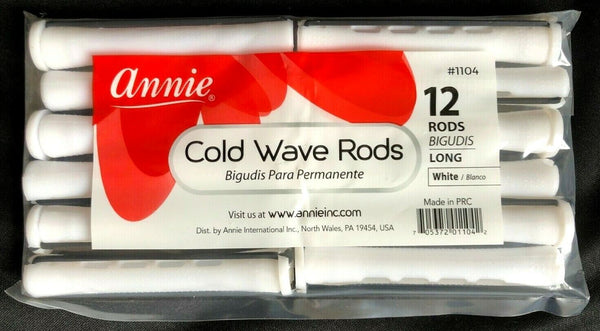 annie®
#1104
12
RODS
BIGUDIS
LONG
White / Blanco
Cold Wave Rods
Bigudis Para Permanente
Visit us at www.annieinc.com
Dist. by Annie International Inc., North Wales, PA 19454, USA
Made in PRC
7 05372 01104 2